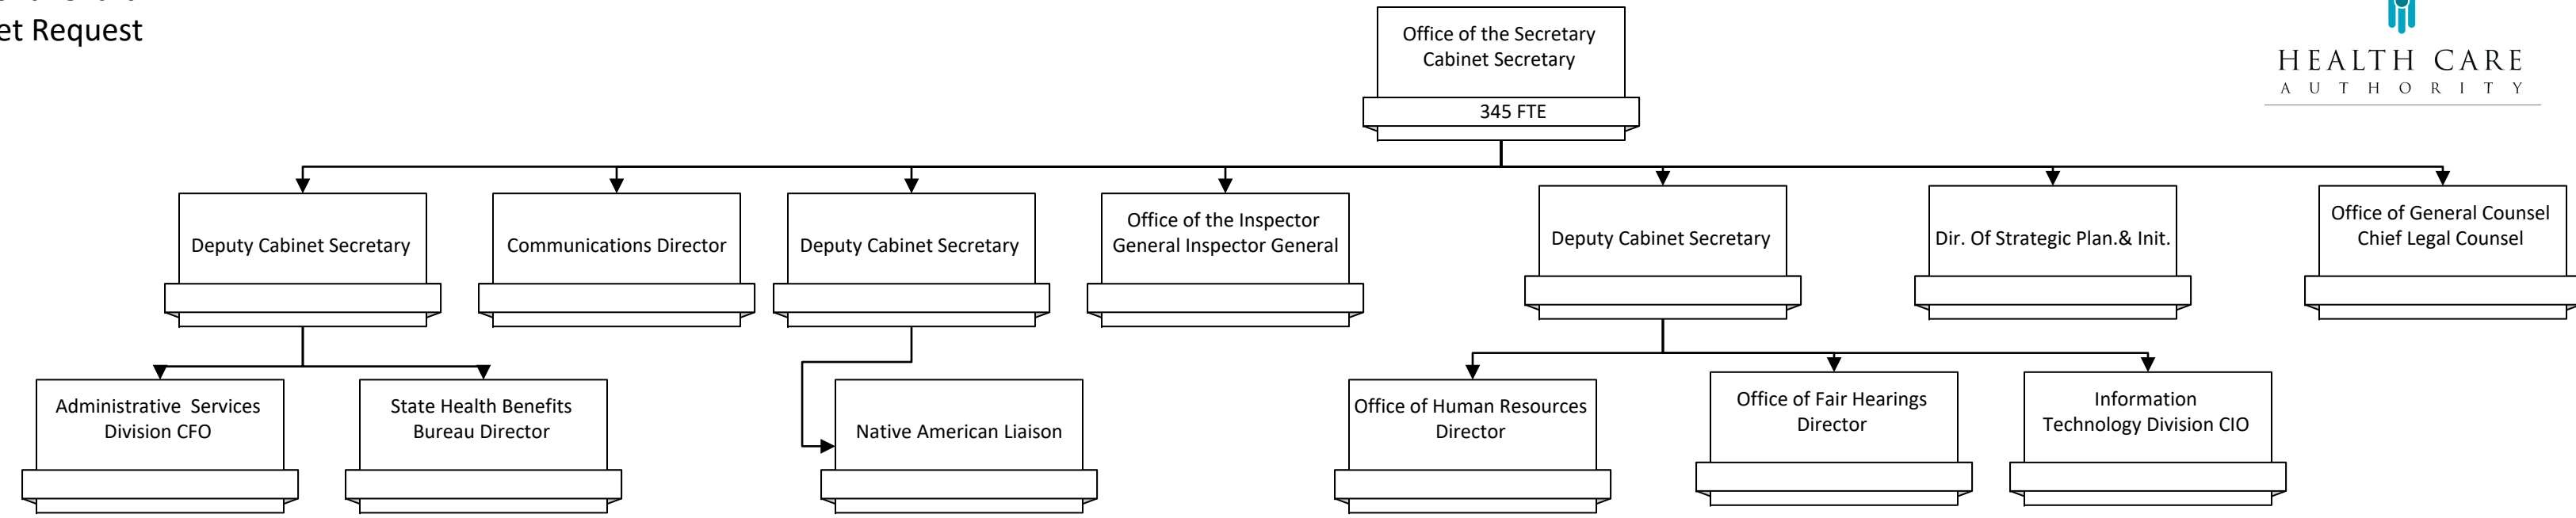 et Request
HEALTH CARE
AUTHORITY
Office of the Secretary
Cabinet Secretary
345 FTE
Deputy Cabinet Secretary
Communications Director
Deputy Cabinet Secretary
Office of the Inspector
General Inspector General
Deputy Cabinet Secretary
Dir. Of Strategic Plan.& Init.
Office of General Counsel
Chief Legal Counsel
Administrative  Services
Division CFO
State Health Benefits
Bureau Director
Native American Liaison
Office of Human Resources
Director
Office of Fair Hearings
Director
Information
Technology Division CIO